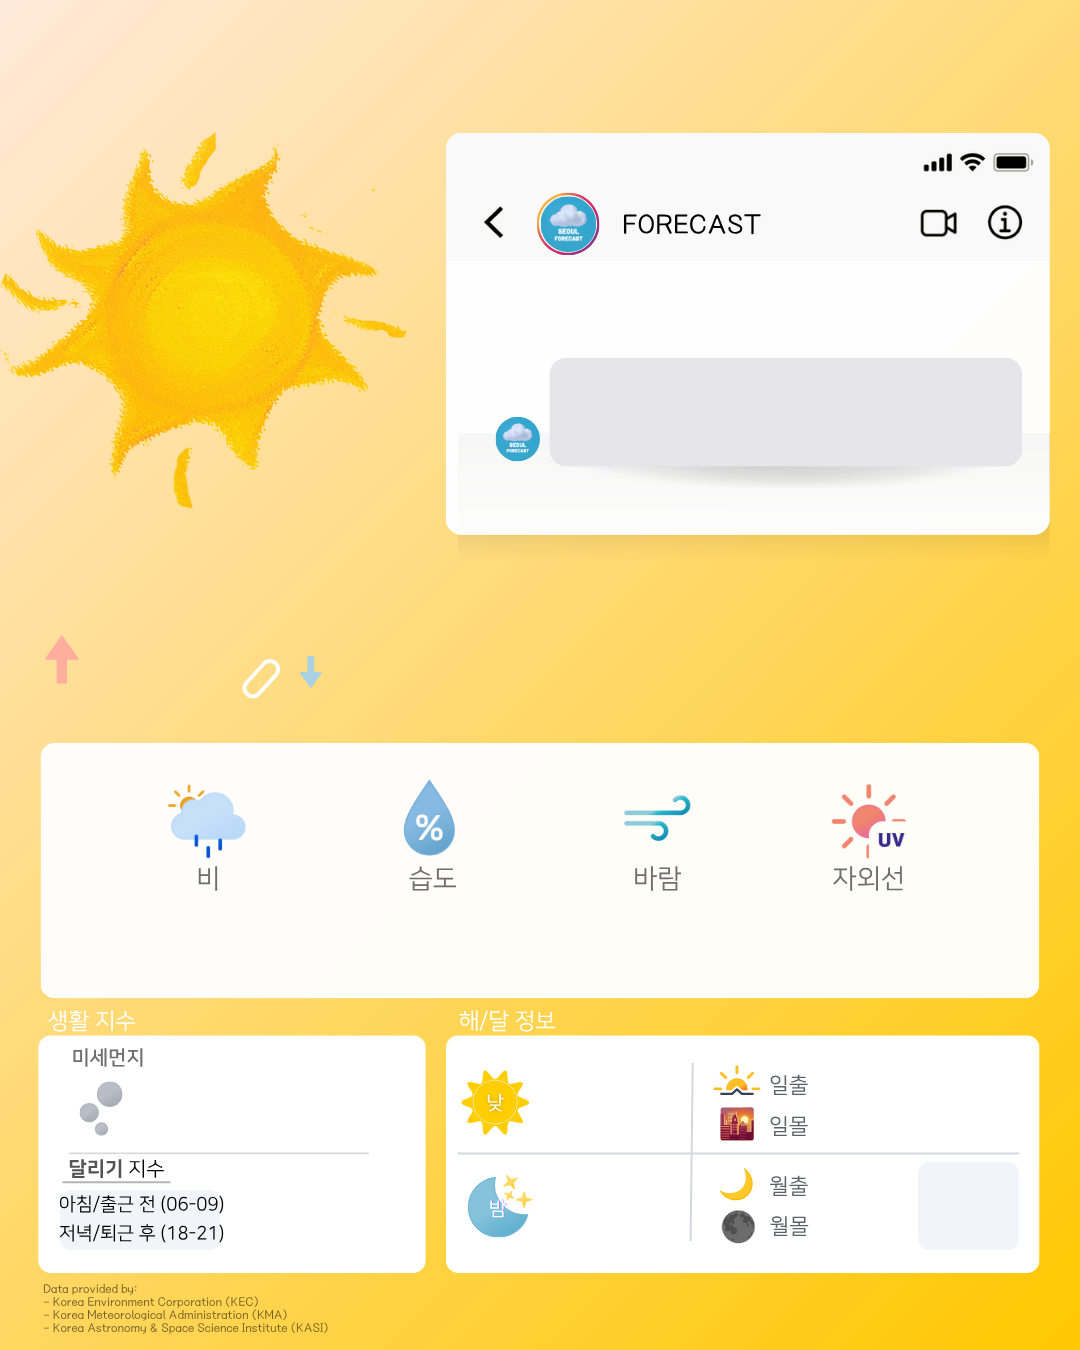 FORECAST
SEOUL
FORECAST
SEOUL
FORECAST
%
UV
비
습도
바람
자외선
생활 지수
미세먼지
달리기 지수
아침/출근 전 (06-09)
저녁/퇴근 후 (18-21)
해/달 정보
낮
일출
일몰
밤
월출
월몰
Data provided by:
- Korea Environment Corporation (KEC)
- Korea Meteorological Administration (KMA)
- Korea Astronomy & Space Science Institute (KASI)